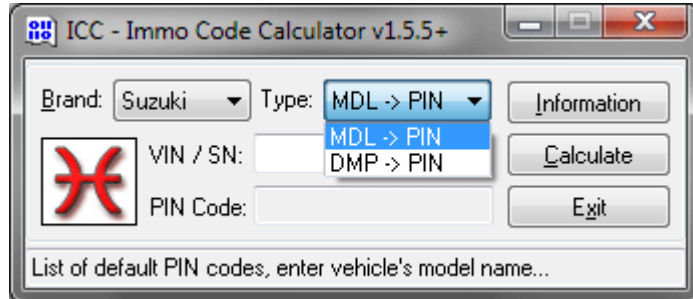 ICC - Immo Code Calculator v1.5.5+
Brand: Suzuki Type: MDL -> PIN Information
MDL -> PIN
DMP -> PIN
VIN / SN: Calculate
PIN Code: Exit
List of default PIN codes, enter vehicle's model name...